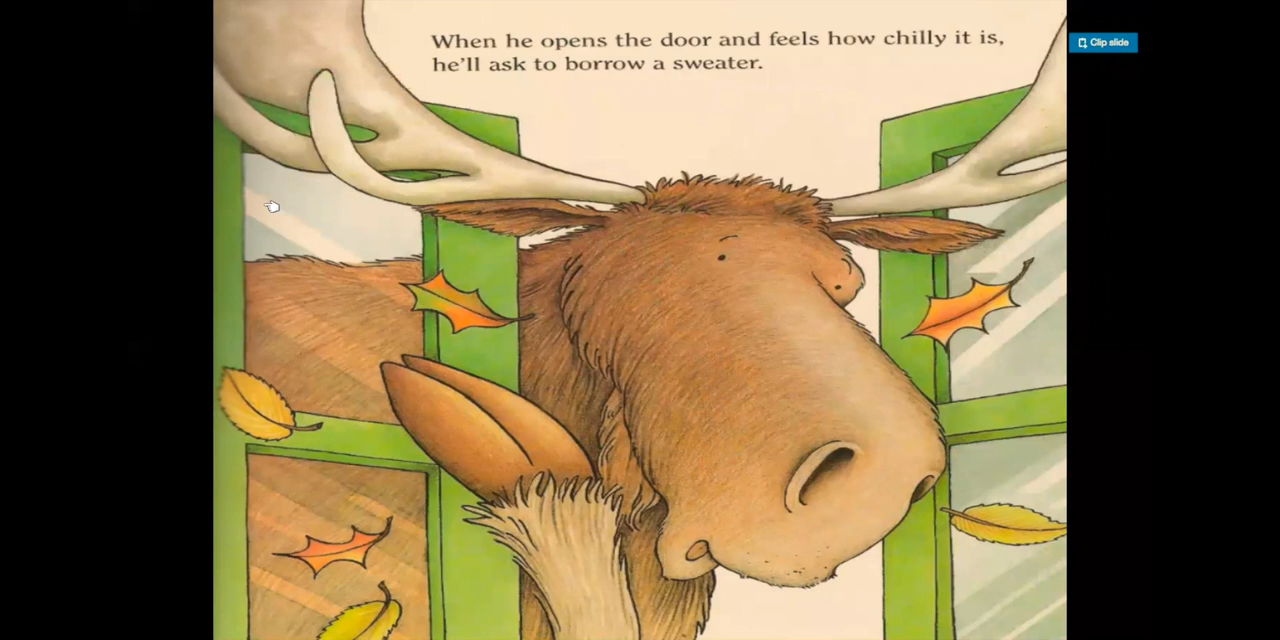 When he opens the door and feels how chilly it is,
he'll ask to borrow a sweater.
Clip slide